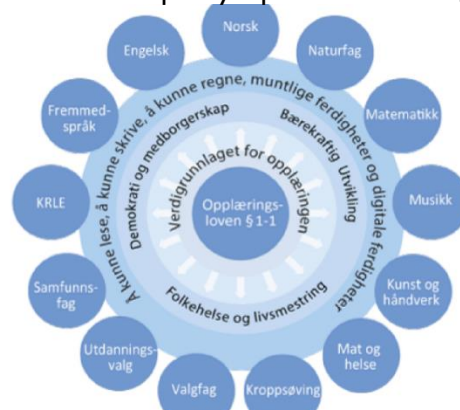 Norsk
Naturfag
Matematikk
Musikk
Kunst og
håndverk
Mat og
helse
Kroppsøving
Valgfag
Utdannings-
valg
Samfunns-
fag
KRLE
Fremmed-
språk
Engelsk
Å kunne lese, å kunne skrive, å kunne regne, muntlige ferdigheter og digitale ferdigheter
Demokrati og medborgerskap
Bærekraftig Utvikling
Folkehelse og livsmestring
Verdigrunnlaget for opplæringen
Opplærings-
loven § 1-1